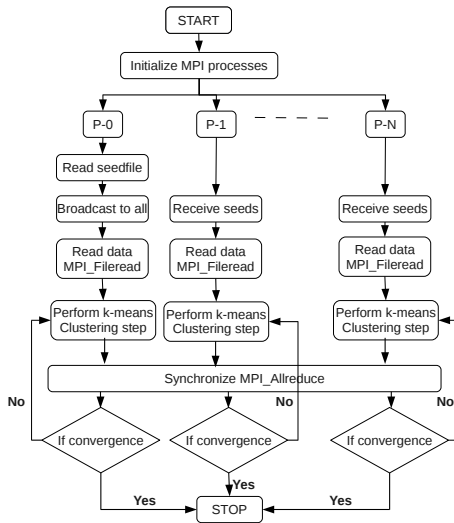 START
Initialize MPI processes
P-0
P-1
P-N
Read seedfile
Broadcast to all
Receive seeds
Receive seeds
Read data
MPI_Fileread
Read data
MPI_Fileread
Read data
MPI_Fileread
Perform k-means
Clustering step
Perform k-means
Clustering step
Perform k-means
Clustering step
Synchronize MPI_Allreduce
No
No
No
If convergence
If convergence
If convergence
Yes
Yes
Yes
STOP